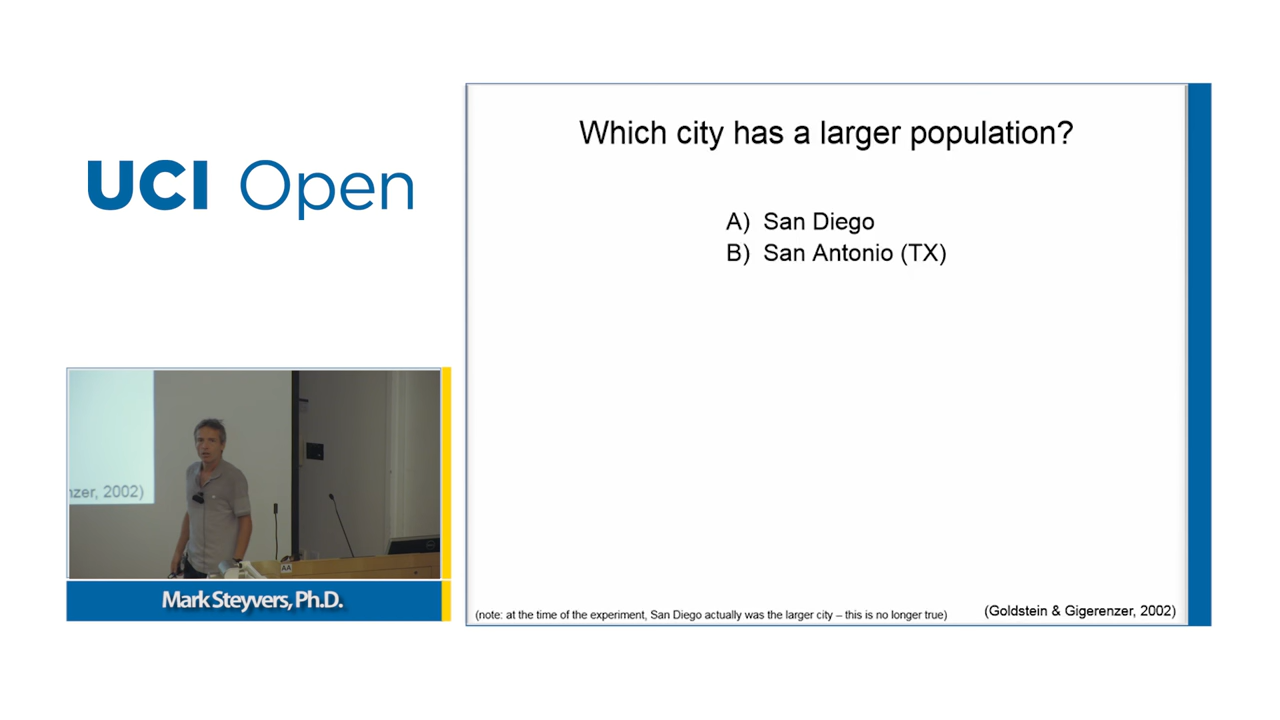 UCI Open
Which city has a larger population?
A) San Diego
B) San Antonio (TX)
(note: at the time of the experiment, San Diego actually was the larger city – this is no longer true)
(Goldstein & Gigerenzer, 2002)
nzer, 2002)
AA
Mark Steyvers, Ph.D.